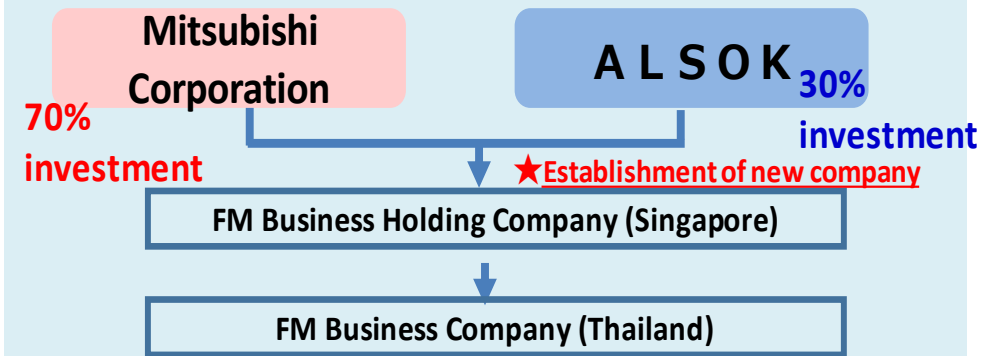 Mitsubishi
Corporation
A L S O K
70%
investment
30%
investment
★Establishment of new company
FM Business Holding Company (Singapore)
FM Business Company (Thailand)